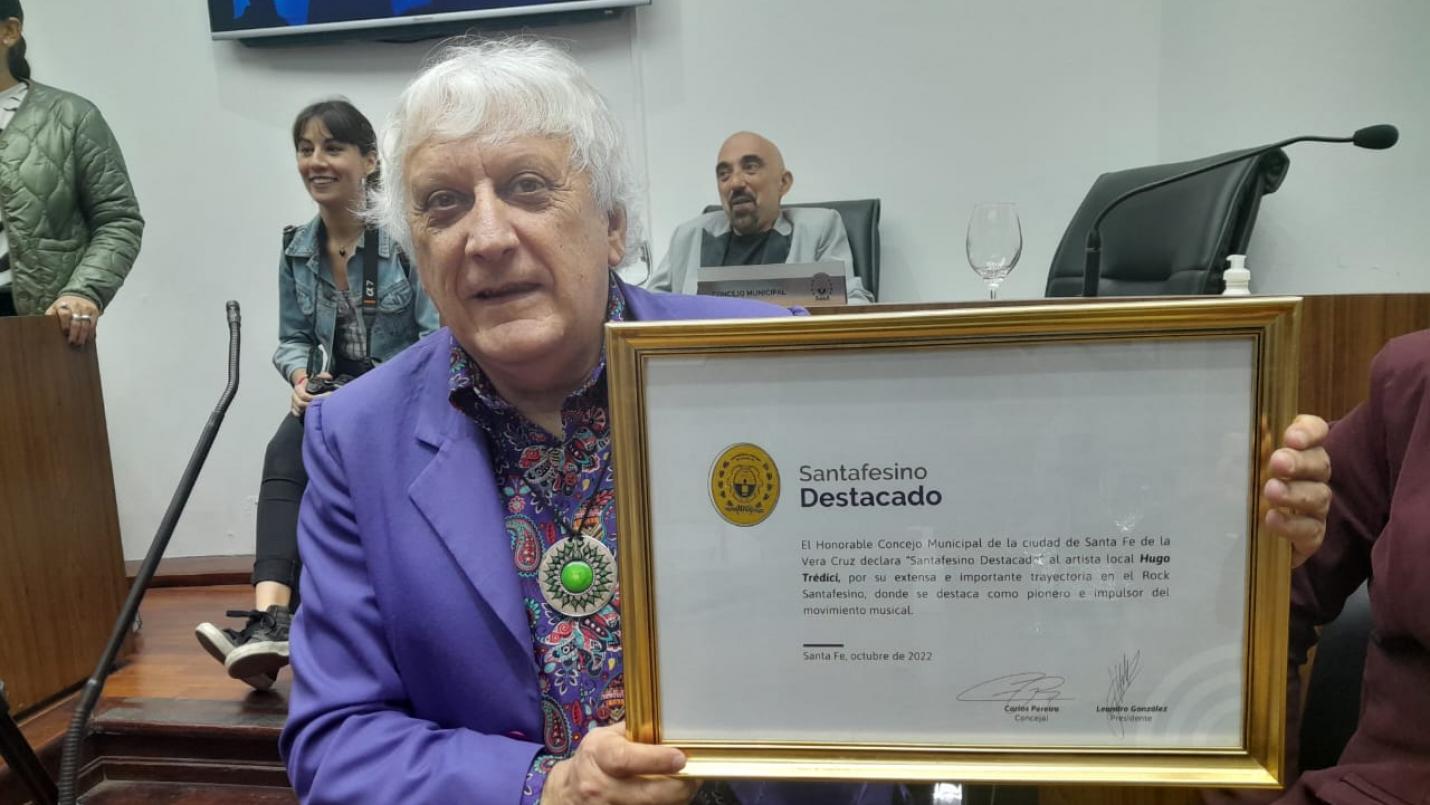 α7
CONCEJO MUNICIPAL
Santafesino
Destacado
El Honorable Concejo Municipal de la ciudad de Santa Fe de la
Vera Cruz declara "Santafesino Destacado" al artista local Hugo
Trédici, por su extensa e importante trayectoria en el Rock
Santafesino, donde se destaca como pionero e impulsor del
movimiento musical.
Santa Fe, octubre de 2022
Carlos Pereira
Concejal
Leandro González
Presidente